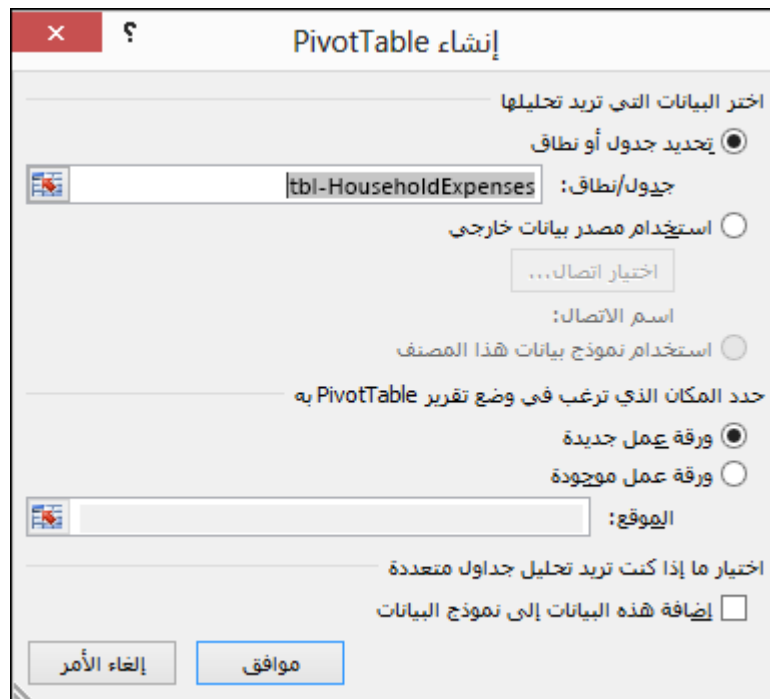 إنشاء PivotTable
؟
اختر البيانات التي تريد تحليلها
تحديد جدول أو نطاق
جدول/نطاق: tbl-HouseholdExpenses
استخدام مصدر بيانات خارجي
اختيار اتصال...
اسم الاتصال:
استخدام نموذج بيانات هذا المصنف
حدد المكان الذي ترغب في وضع تقرير PivotTable به
ورقة عمل جديدة
ورقة عمل موجودة
الموقع:
اختيار ما إذا كنت تريد تحليل جداول متعددة
إضافة هذه البيانات إلى نموذج البيانات
موافق
إلغاء الأمر